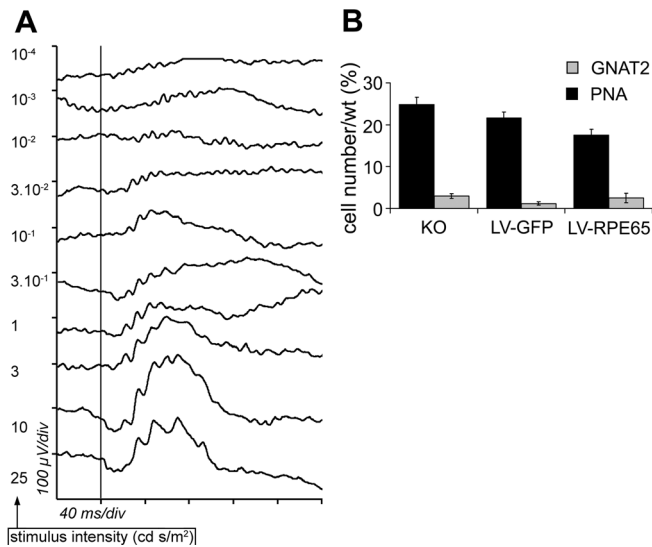 A
10⁻⁴
10⁻³
10⁻²
3.10⁻²
10⁻¹
3.10⁻¹
1
3
10
25
100 µV/div
40 ms/div
stimulus intensity (cd s/m²)
B
GNAT2
PNA
cell number/wt (%)
30
20
10
0
KO
LV-GFP
LV-RPE65